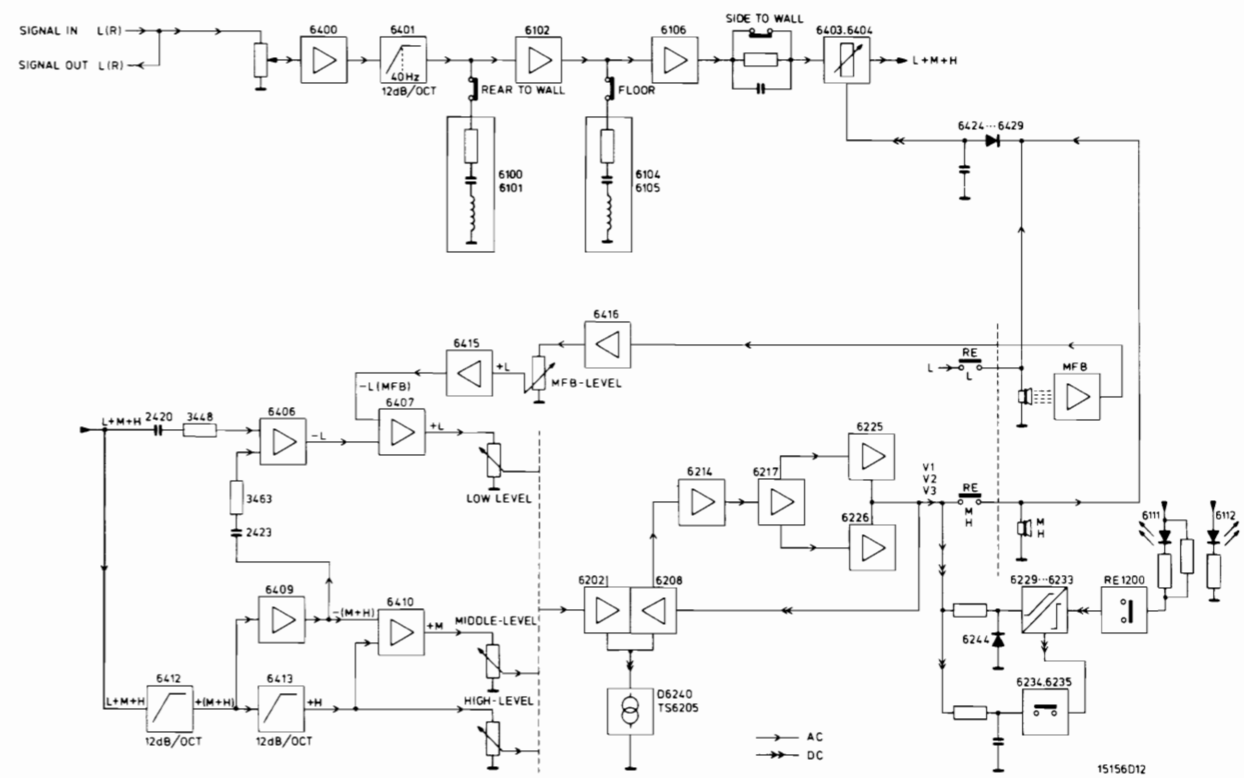 SIGNAL IN L(R)
SIGNAL OUT L(R)
6400
6401
40Hz
12dB/OCT
6102
6106
SIDE TO WALL
6403.6404
L+M+H
REAR TO WALL
FLOOR
6100
6101
6104
6105
6424...6429
6416
6415
+L
MFB-LEVEL
-L(MFB)
RE
L
L
MFB
L+M+H
2420
3448
6406
-L
6407
+L
LOW LEVEL
3463
2423
6409
-(M+H)
6410
+M
MIDDLE-LEVEL
L+M+H
6412
12dB/OCT
+(M+H)
6413
12dB/OCT
+H
HIGH-LEVEL
6202
6208
D6240
TS6205
6214
6217
6225
6226
V1
V2
V3
RE
M
H
M
H
6111
6112
6229...6233
RE1200
6244
6234.6235
AC
DC
15156D12